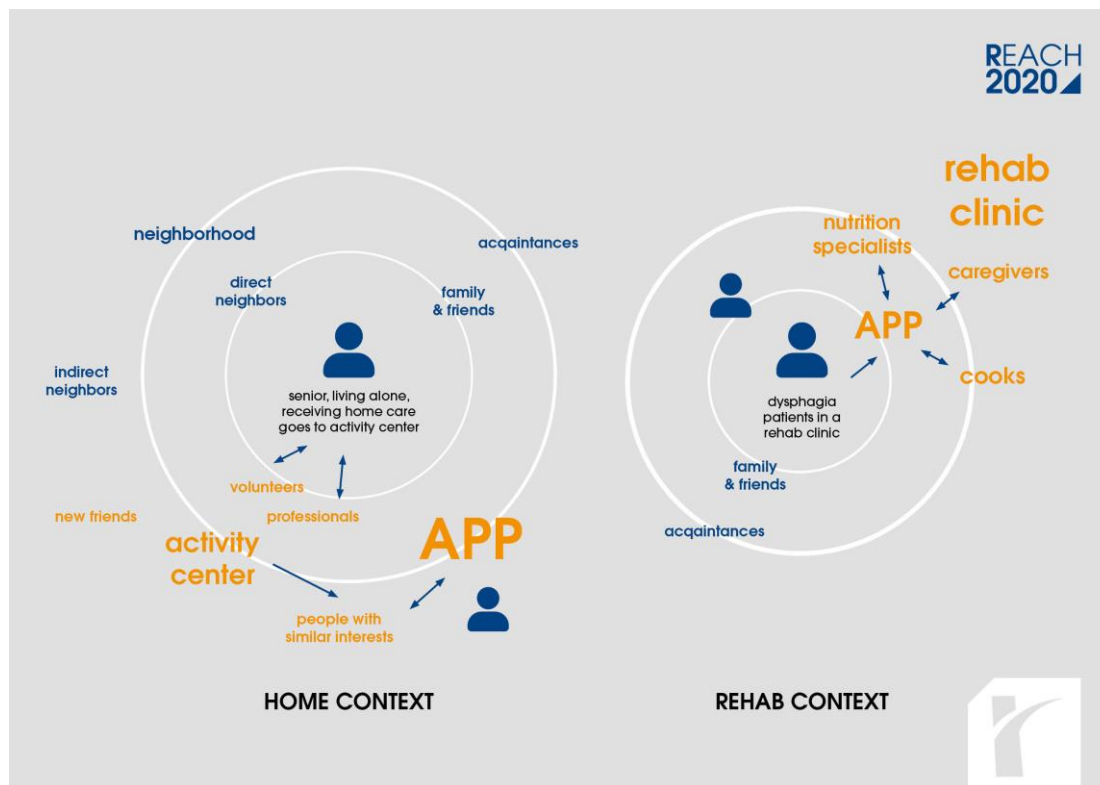 REACH
2020
neighborhood
acqaintances
direct
neighbors
family
& friends
indirect
neighbors
senior, living alone,
receiving home care
goes to activity center
volunteers
new friends
professionals
activity
center
APP
people with
similar interests
HOME CONTEXT
rehab
clinic
nutrition
specialists
caregivers
APP
cooks
dysphagia
patients in a
rehab clinic
family
& friends
acqaintances
REHAB CONTEXT